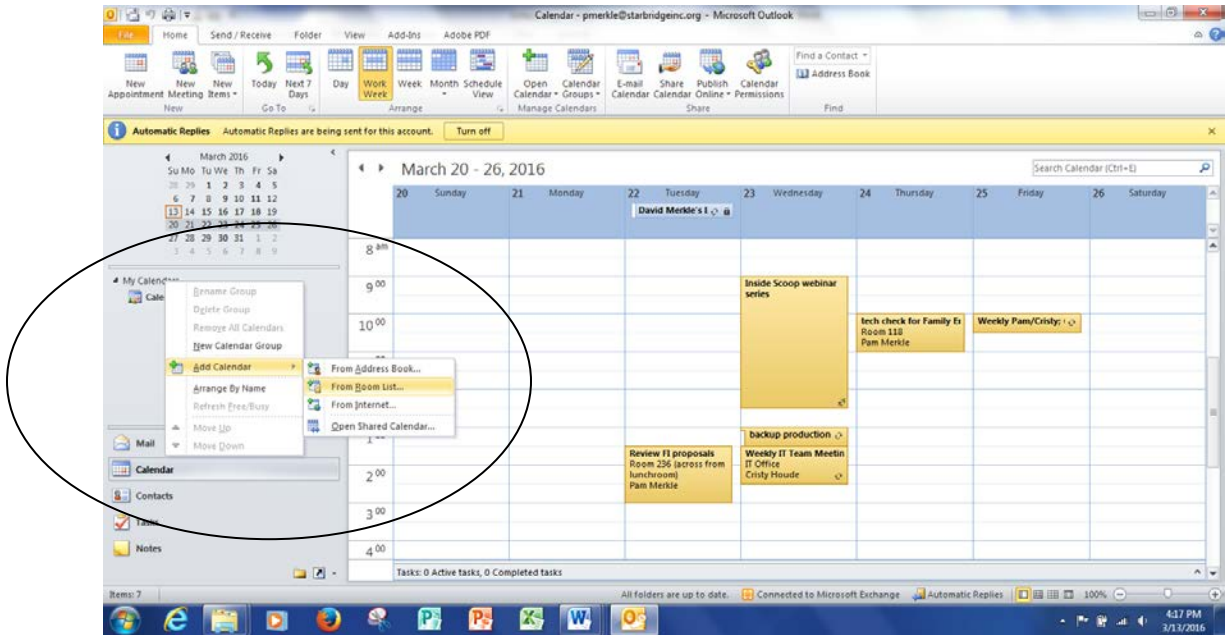 Calendar - pmerkle@starbridgeinc.org - Microsoft Outlook
File Home Send / Receive Folder View Add-Ins Adobe PDF
New Appointment
New Meeting
New Items
Today
Next 7 Days
Day
Work Week
Week
Month
Schedule View
Open Calendar
Calendar Groups
E-mail Calendar
Share Calendar
Publish Online
Calendar Permissions
Find a Contact
Address Book
New Go To Arrange Manage Calendars Share Find
Automatic Replies Automatic Replies are being sent for this account. Turn off
March 2016
Su Mo Tu We Th Fr Sa
28 29 1 2 3 4 5
6 7 8 9 10 11 12
13 14 15 16 17 18 19
20 21 22 23 24 25 26
27 28 29 30 31 1 2
3 4 5 6 7 8 9
My Calendars
Cale
Rename Group
Delete Group
Remove All Calendars
New Calendar Group
Add Calendar
Arrange By Name
Refresh Free/Busy
Move Up
Move Down
From Address Book...
From Room List...
From Internet...
Open Shared Calendar...
Mail
Calendar
Contacts
Tasks
Notes
March 20 - 26, 2016
Search Calendar (Ctrl+E)
20 Sunday 21 Monday 22 Tuesday 23 Wednesday 24 Thursday 25 Friday 26 Saturday
David Merkle's
8 am
9 00
10 00
1 00
2 00
3 00
4 00
Review FI proposals
Room 236 (across from
lunchroom)
Pam Merkle
Inside Scoop webinar
series
backup production
Weekly IT Team Meetin
IT Office
Cristy Houde
tech check for Family E
Room 118
Pam Merkle
Weekly Pam/Cristy;
Tasks: 0 Active tasks, 0 Completed tasks
Items: 7
All folders are up to date. Connected to Microsoft Exchange Automatic Replies 100%
4:17 PM
3/13/2016